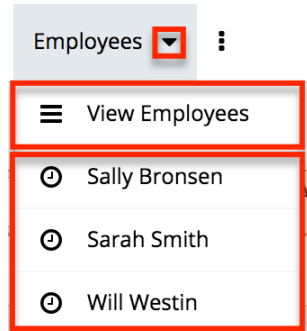 Employees
View Employees
Sally Bronsen
Sarah Smith
Will Westin